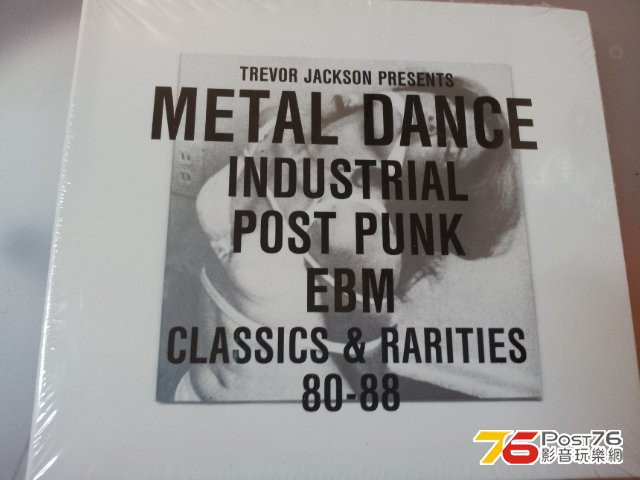 TREVOR JACKSON PRESENTS
METAL DANCE
INDUSTRIAL
POST PUNK
EBM
CLASSICS & RARITIES
80-88
76 POST76
影音玩樂網